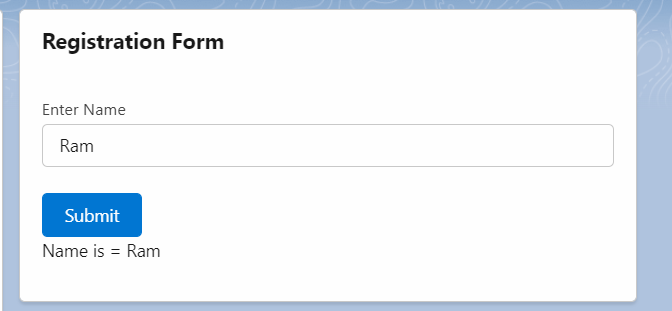 Registration Form
Enter Name
Ram
Submit
Name is = Ram